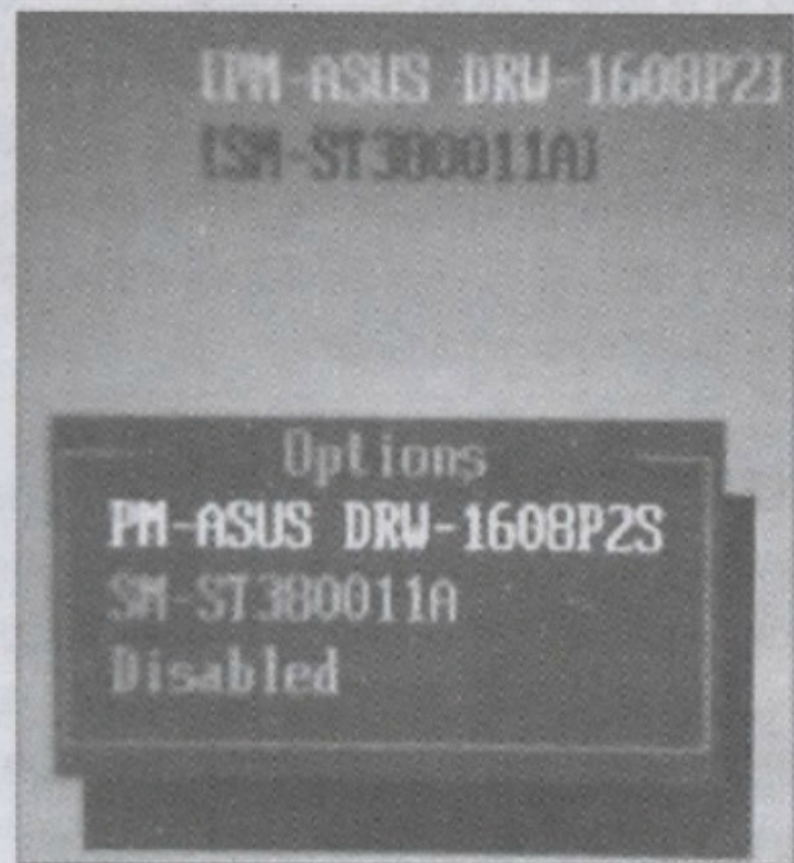 [PM-ASUS DRW-1608P2]
[SM-ST380011A]
Options
PM-ASUS DRW-1608P2S
SM-ST380011A
Disabled